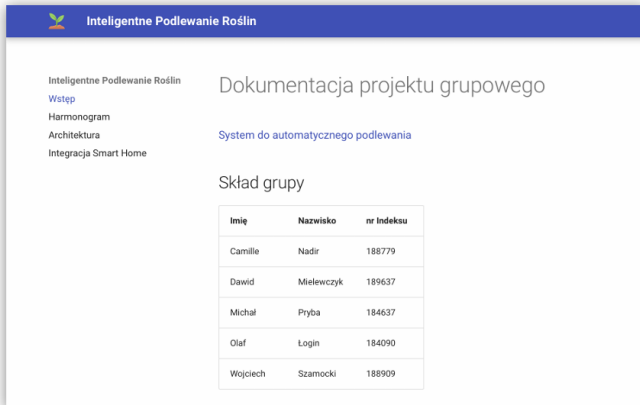 Inteligentne Podlewanie Roślin
Inteligentne Podlewanie Roślin
Wstęp
Harmonogram
Architektura
Integracja Smart Home
Dokumentacja projektu grupowego
System do automatycznego podlewania
Skład grupy
Imię Nazwisko nr Indeksu
Camille Nadir 188779
Dawid Mielewczyk 189637
Michał Pryba 184637
Olaf Łogin 184090
Wojciech Szamocki 188909